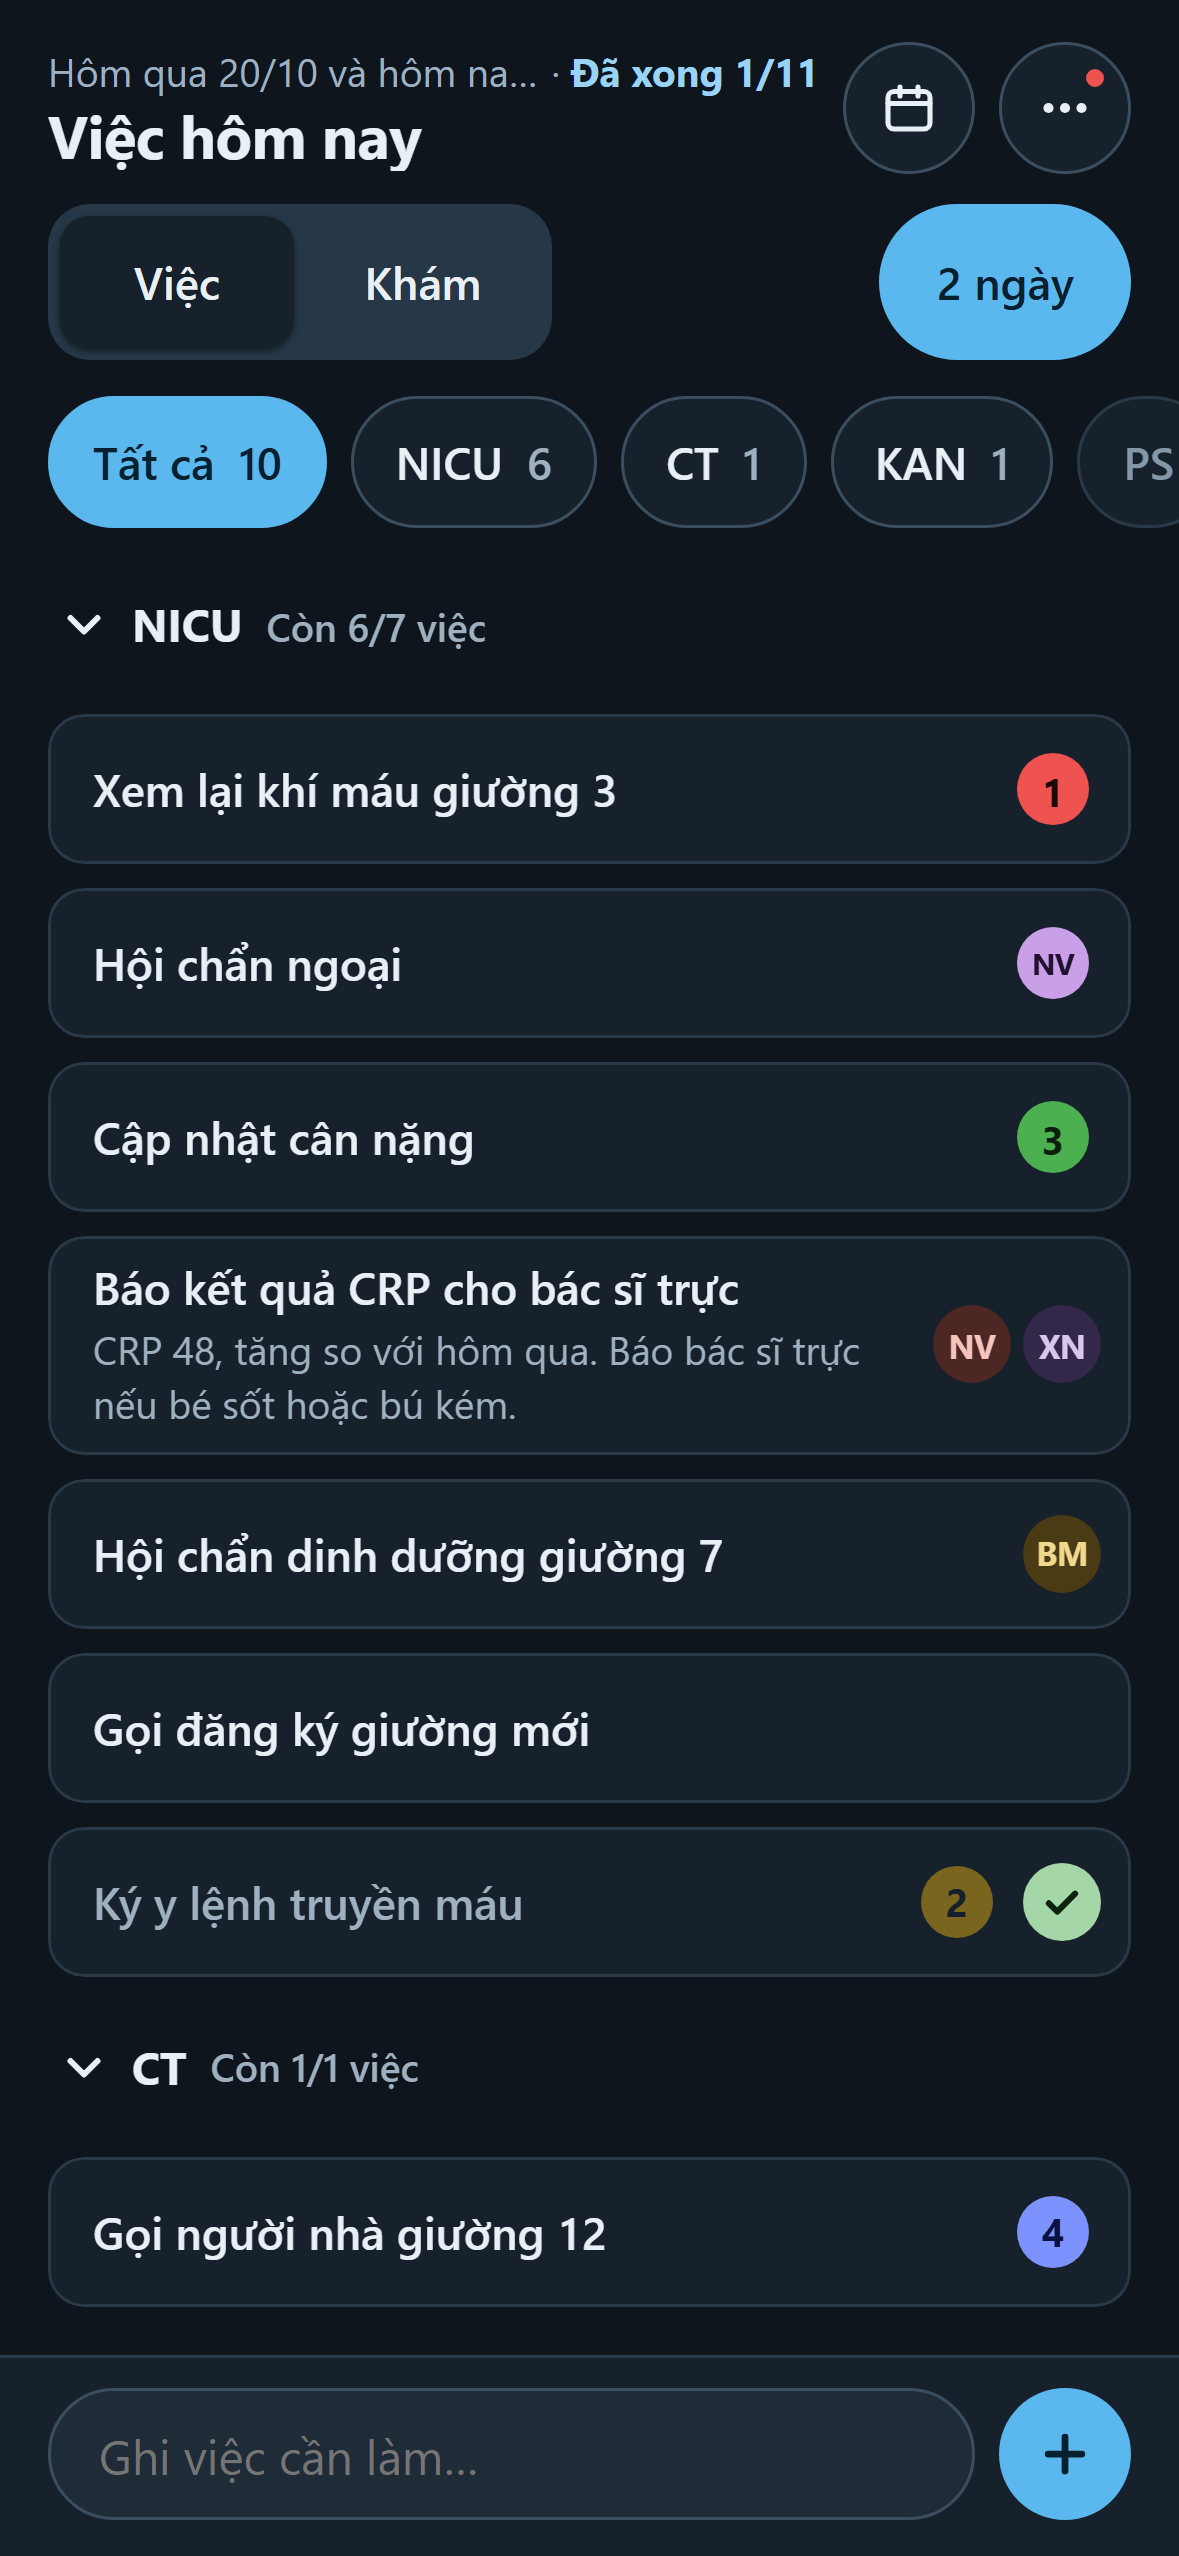 Hôm qua 20/10 và hôm na... · Đã xong 1/11
Việc hôm nay
Việc
Khám
2 ngày
Tất cả 10
NICU 6
CT 1
KAN 1
PS
NICU Còn 6/7 việc
Xem lại khí máu giường 3
1
Hội chẩn ngoại
NV
Cập nhật cân nặng
3
Báo kết quả CRP cho bác sĩ trực
CRP 48, tăng so với hôm qua. Báo bác sĩ trực
nếu bé sốt hoặc bú kém.
NV XN
Hội chẩn dinh dưỡng giường 7
BM
Gọi đăng ký giường mới
Ký y lệnh truyền máu
2
CT Còn 1/1 việc
Gọi người nhà giường 12
4
Ghi việc cần làm...